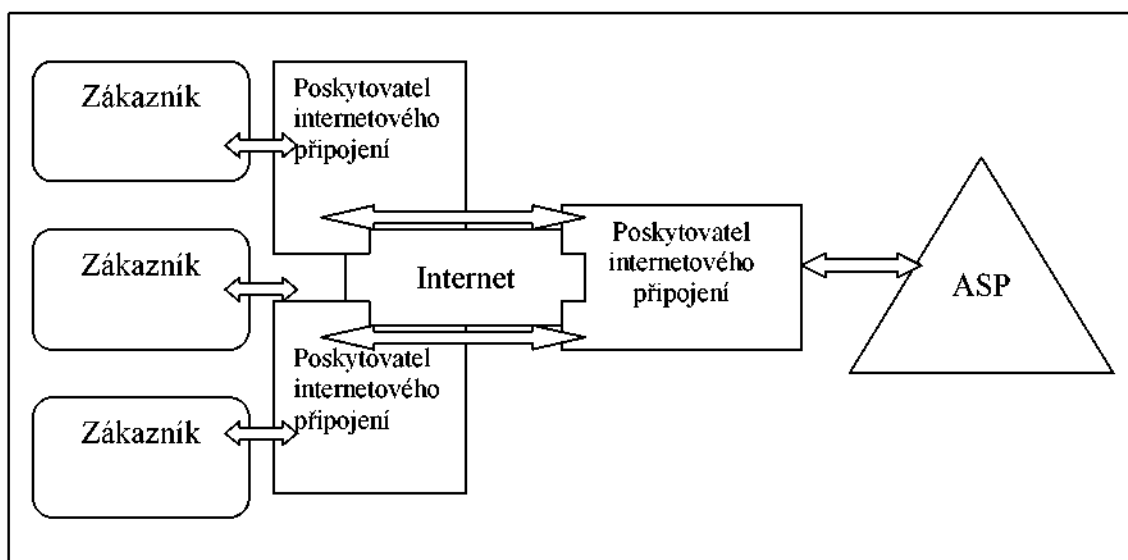 Zákazník
Poskytovatel
internetového
připojení
Zákazník
Internet
Poskytovatel
internetového
připojení
ASP
Zákazník
Poskytovatel
internetového
připojení